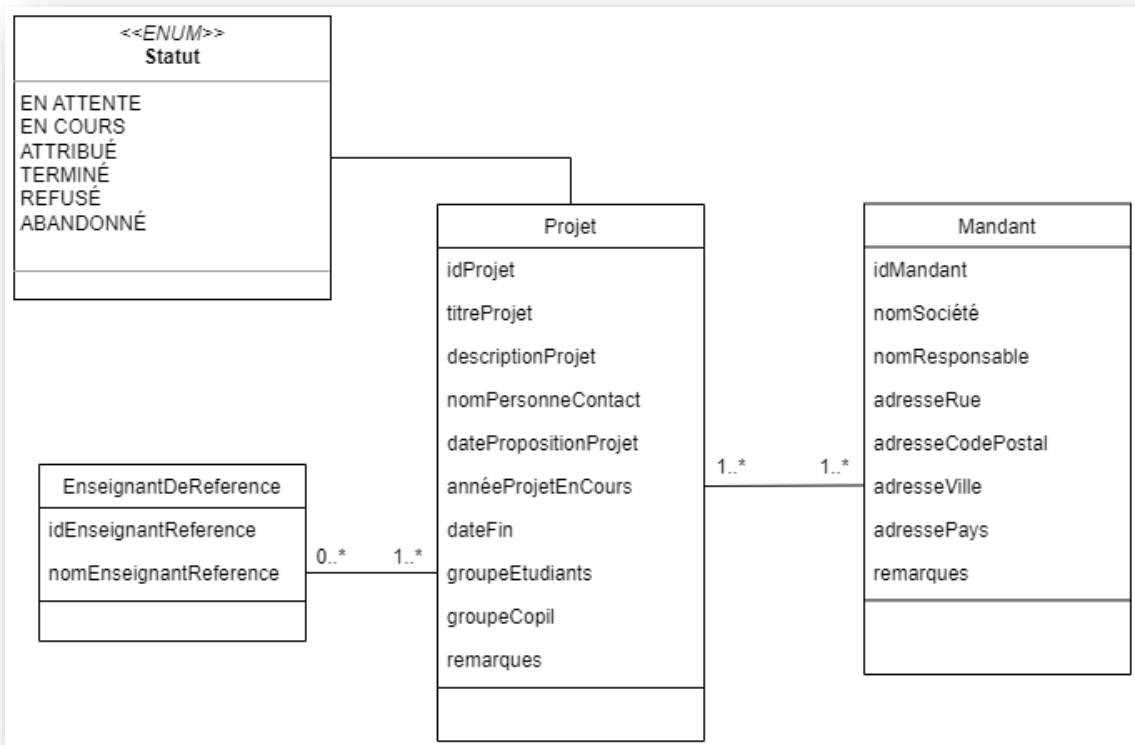 <<ENUM>>
Statut
EN ATTENTE
EN COURS
ATTRIBUÉ
TERMINÉ
REFUSÉ
ABANDONNÉ
Projet
idProjet
titreProjet
descriptionProjet
nomPersonneContact
datePropositionProjet
annéeProjetEnCours
dateFin
groupeEtudiants
groupeCopil
remarques
Mandant
idMandant
nomSociété
nomResponsable
adresseRue
adresseCodePostal
adresseVille
adressePays
remarques
1..* 1..*
EnseignantDeReference
idEnseignantReference
nomEnseignantReference
0..* 1..*